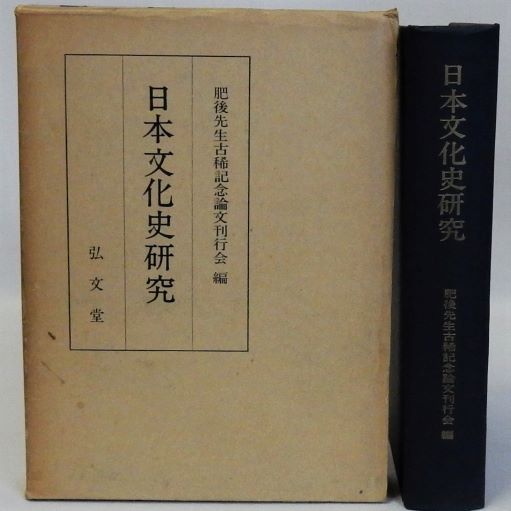 肥後先生古稀記念論文刊行会 編
日本文化史研究
弘文堂
日本文化史研究
肥後先生古稀記念論文刊行会 編